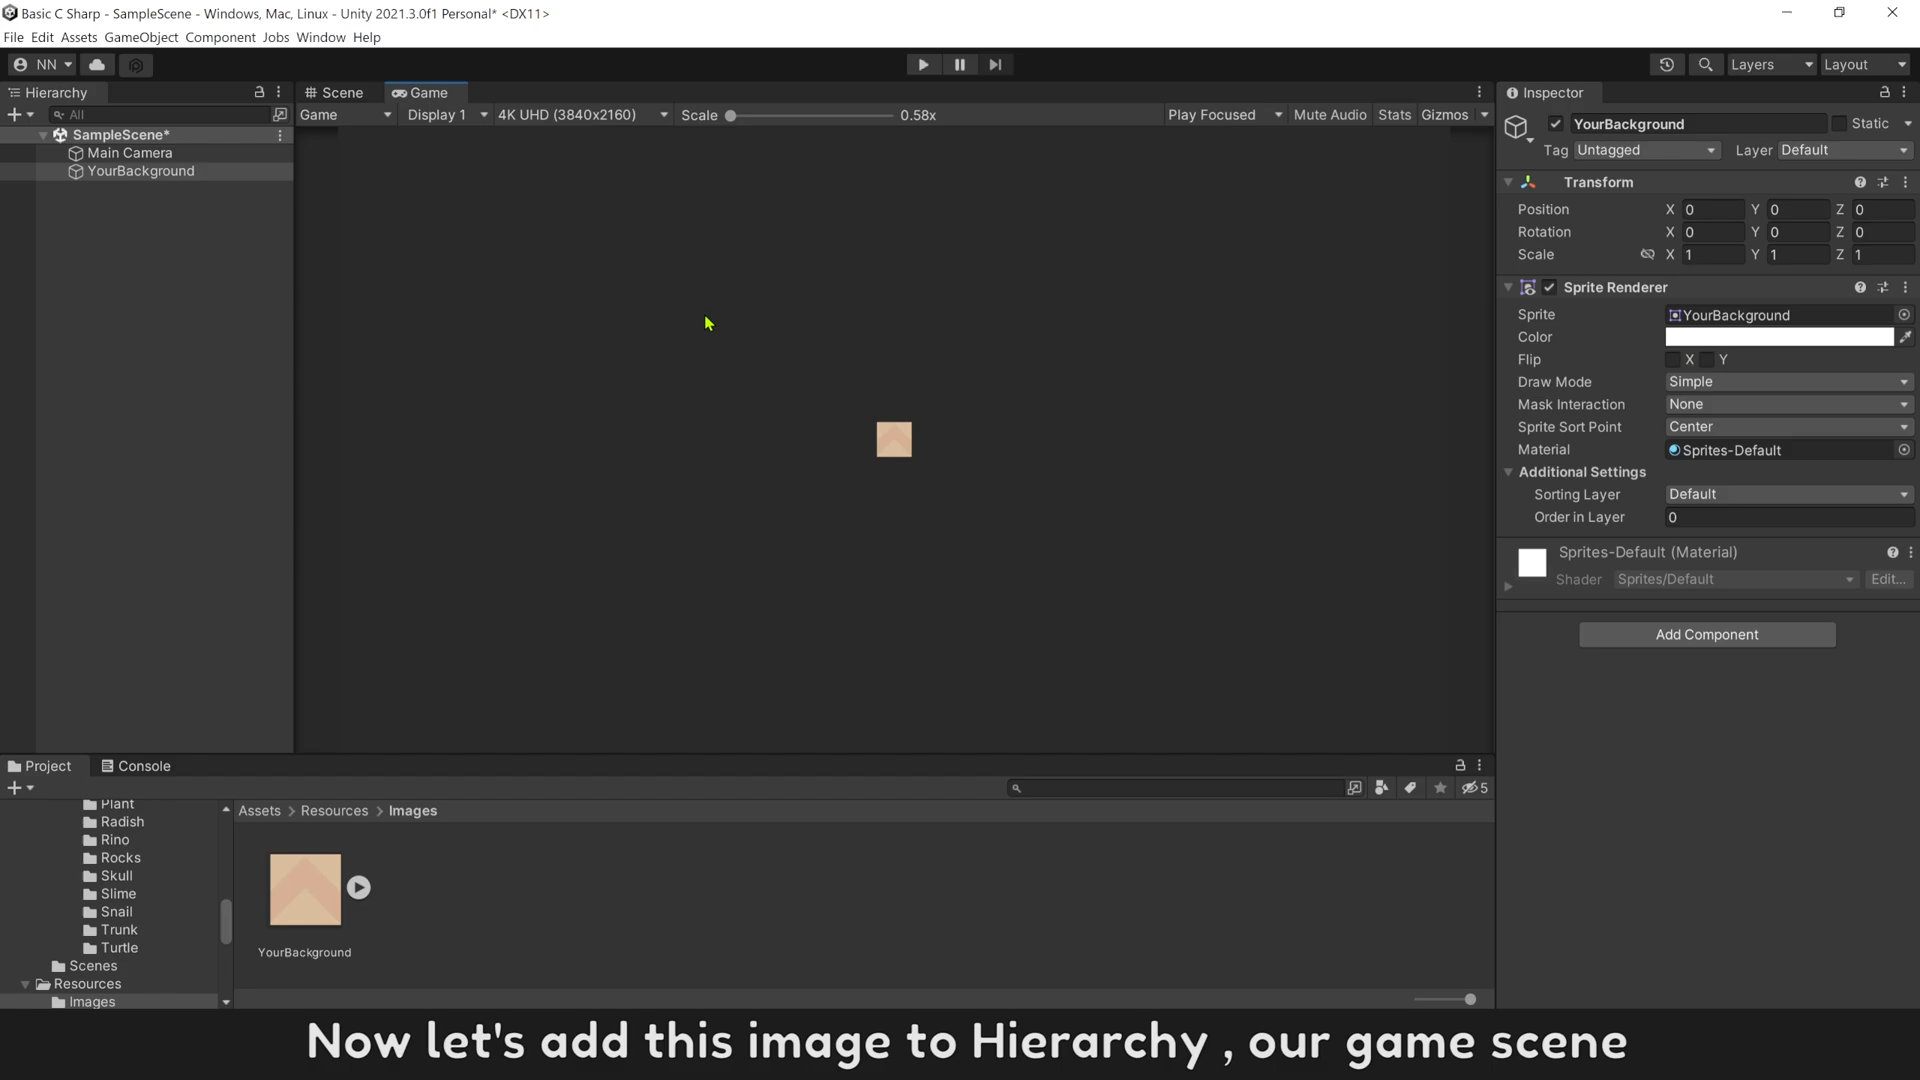 Basic C Sharp - SampleScene - Windows, Mac, Linux - Unity 2021.3.0f1 Personal* <DX11>
File Edit Assets GameObject Component Jobs Window Help
NN Layers Layout
Hierarchy Scene Game Inspector
All Game Display 1 4K UHD (3840x2160) Scale 0.58x Play Focused Mute Audio Stats Gizmos
SampleScene*
Main Camera
YourBackground
YourBackground Static
Tag Untagged Layer Default
Transform
Position X 0 Y 0 Z 0
Rotation X 0 Y 0 Z 0
Scale X 1 Y 1 Z 1
Sprite Renderer
Sprite YourBackground
Color
Flip X Y
Draw Mode Simple
Mask Interaction None
Sprite Sort Point Center
Material Sprites-Default
Additional Settings
Sorting Layer Default
Order in Layer 0
Sprites-Default (Material)
Shader Sprites/Default Edit...
Add Component
Project Console
5
Plant
Radish
Rino
Rocks
Skull
Slime
Snail
Trunk
Turtle
Scenes
Resources
Images
Assets > Resources > Images
YourBackground
Now let's add this image to Hierarchy , our game scene